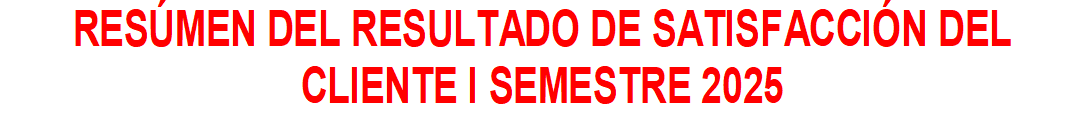 RESÚMEN DEL RESULTADO DE SATISFACCIÓN DEL
CLIENTE I SEMESTRE 2025